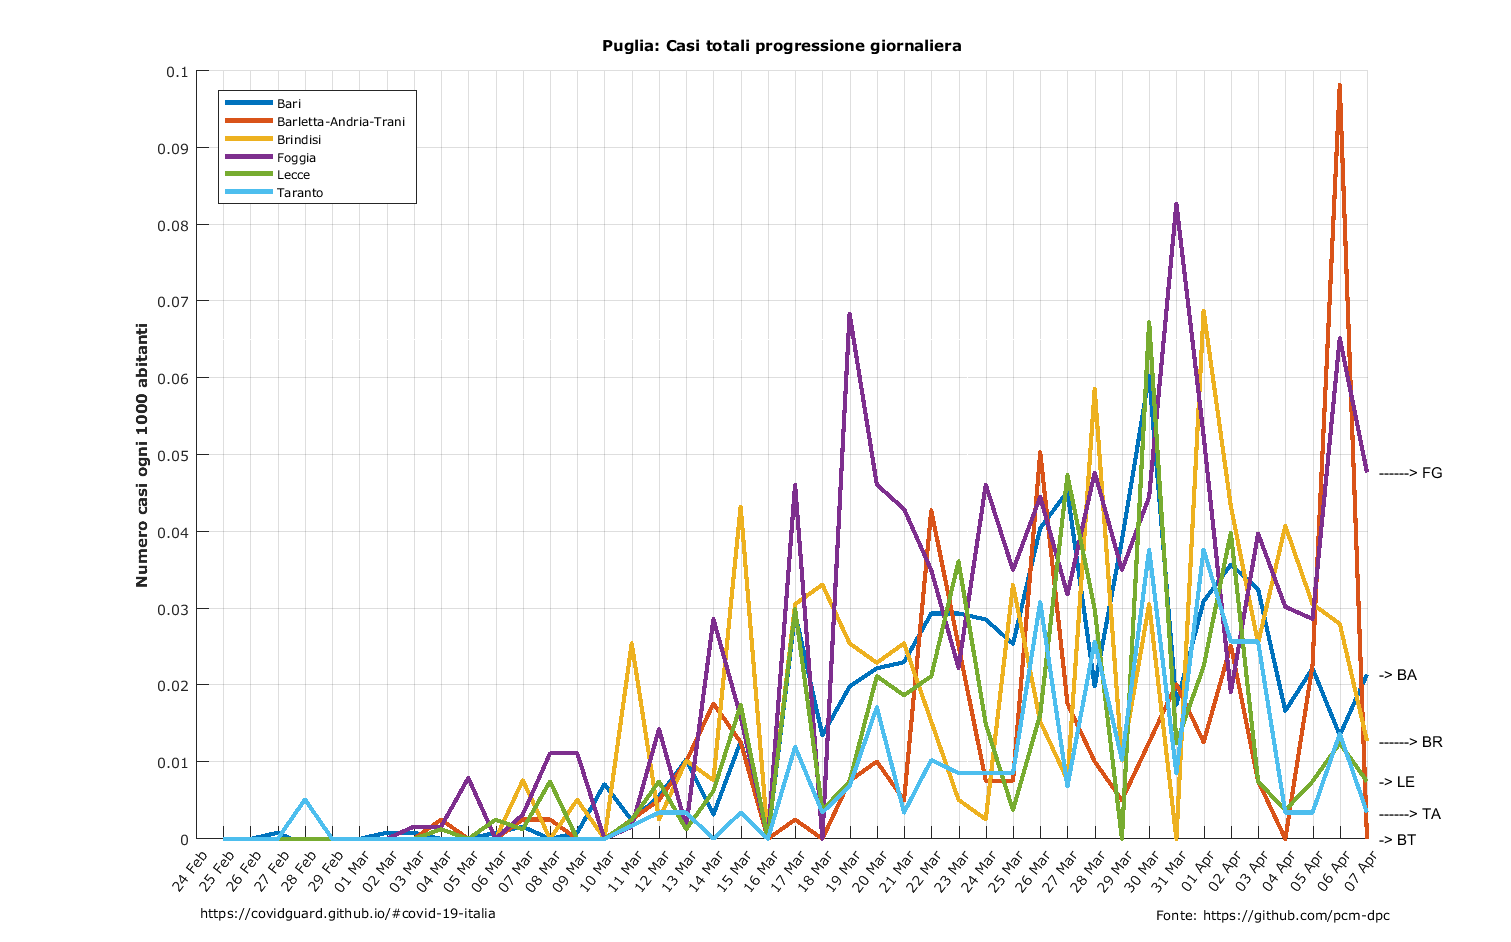 Puglia: Casi totali progressione giornaliera
Numero casi ogni 1000 abitanti
0.1
0.09
0.08
0.07
0.06
0.05
0.04
0.03
0.02
0.01
0
Bari
Barletta-Andria-Trani
Brindisi
Foggia
Lecce
Taranto
------> FG
-> BA
------> BR
-> LE
------> TA
-> BT
24 Feb
25 Feb
26 Feb
27 Feb
28 Feb
29 Feb
01 Mar
02 Mar
03 Mar
04 Mar
05 Mar
06 Mar
07 Mar
08 Mar
09 Mar
10 Mar
11 Mar
12 Mar
13 Mar
14 Mar
15 Mar
16 Mar
17 Mar
18 Mar
19 Mar
20 Mar
21 Mar
22 Mar
23 Mar
24 Mar
25 Mar
26 Mar
27 Mar
28 Mar
29 Mar
30 Mar
31 Mar
01 Apr
02 Apr
03 Apr
04 Apr
05 Apr
06 Apr
07 Apr
https://covidguard.github.io/#covid-19-italia
Fonte: https://github.com/pcm-dpc